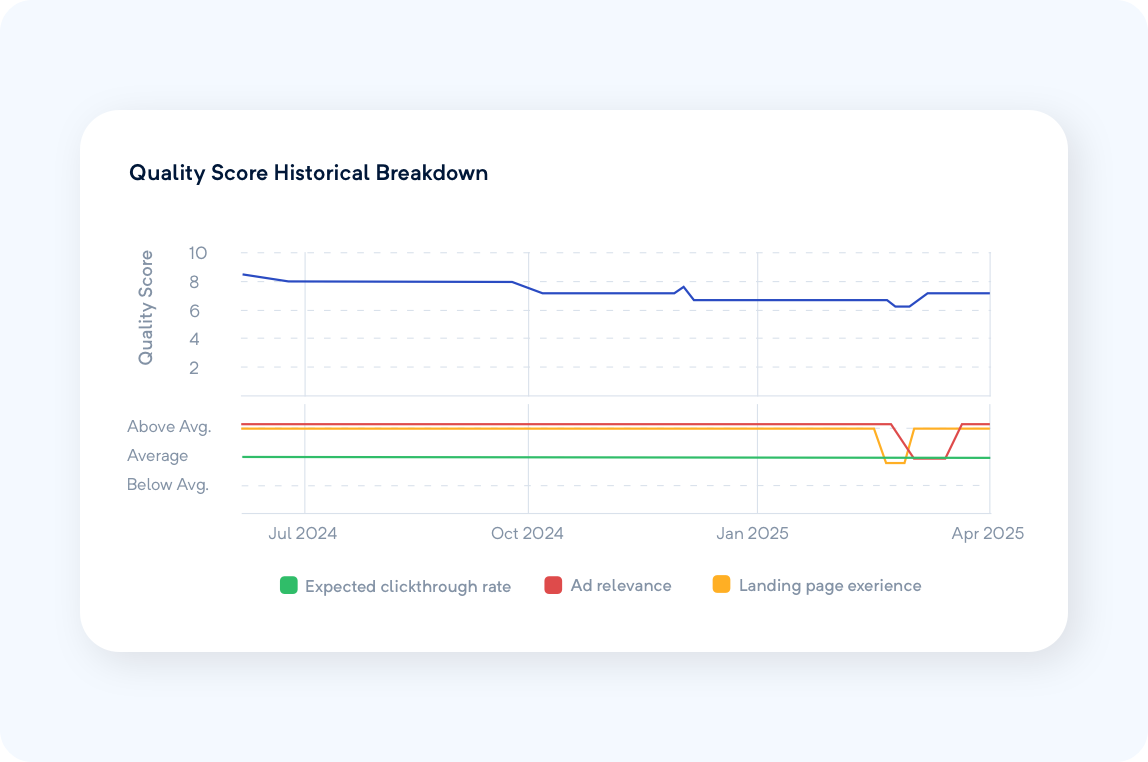 Quality Score Historical Breakdown
Quality Score
10
8
6
4
2
Above Avg.
Average
Below Avg.
Jul 2024 Oct 2024 Jan 2025 Apr 2025
Expected clickthrough rate Ad relevance Landing page exerience